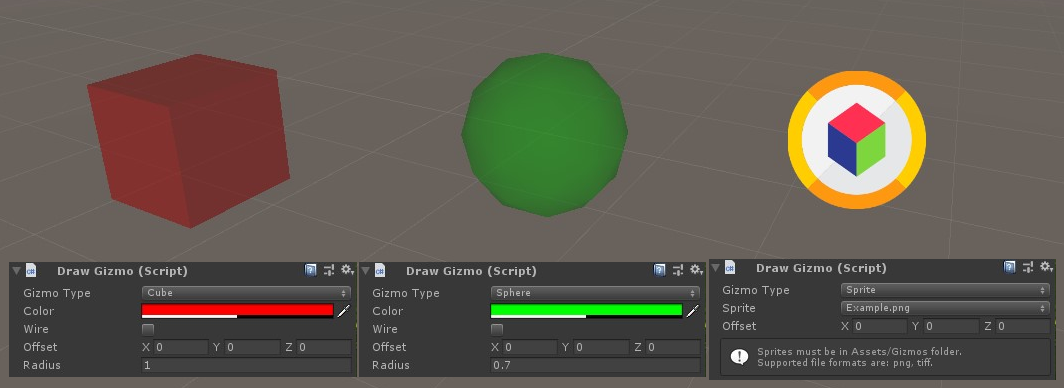 Draw Gizmo (Script)
Gizmo Type Cube
Color
Wire
Offset X 0 Y 0 Z 0
Radius 1
Draw Gizmo (Script)
Gizmo Type Sphere
Color
Wire
Offset X 0 Y 0 Z 0
Radius 0.7
Draw Gizmo (Script)
Gizmo Type Sprite
Sprite Example.png
Offset X 0 Y 0 Z 0
Sprites must be in Assets/Gizmos folder.
Supported file formats are: png, tiff.